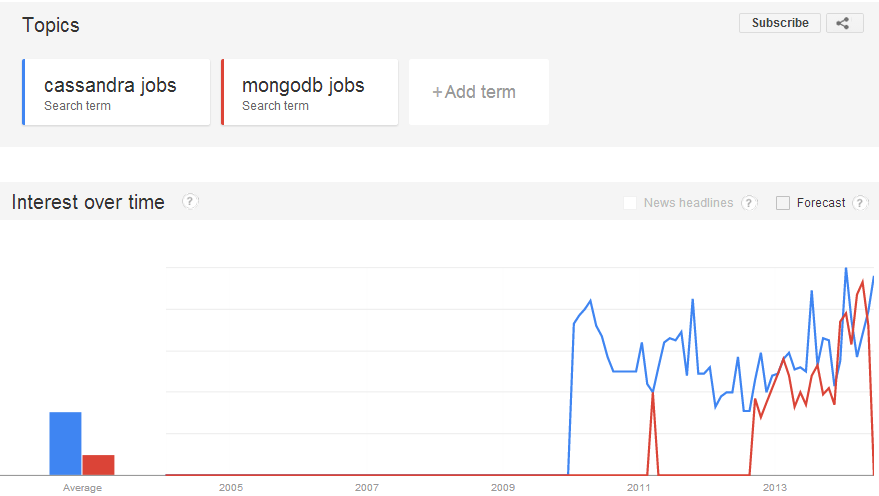 Topics
Subscribe
cassandra jobs
Search term
mongodb jobs
Search term
+Add term
Interest over time ?
News headlines ?
Forecast ?
Average
2005
2007
2009
2011
2013